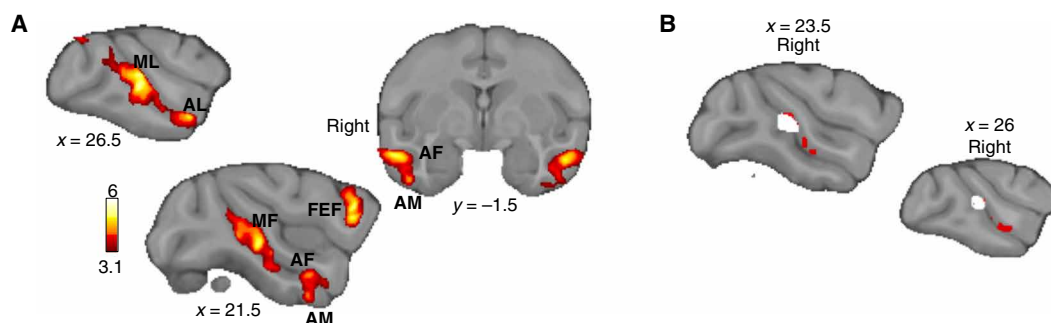 A
ML
AL
x = 26.5
Right
AF
AM
y = –1.5
6
3.1
MF
FEF
AF
AM
x = 21.5
B
x = 23.5
Right
x = 26
Right